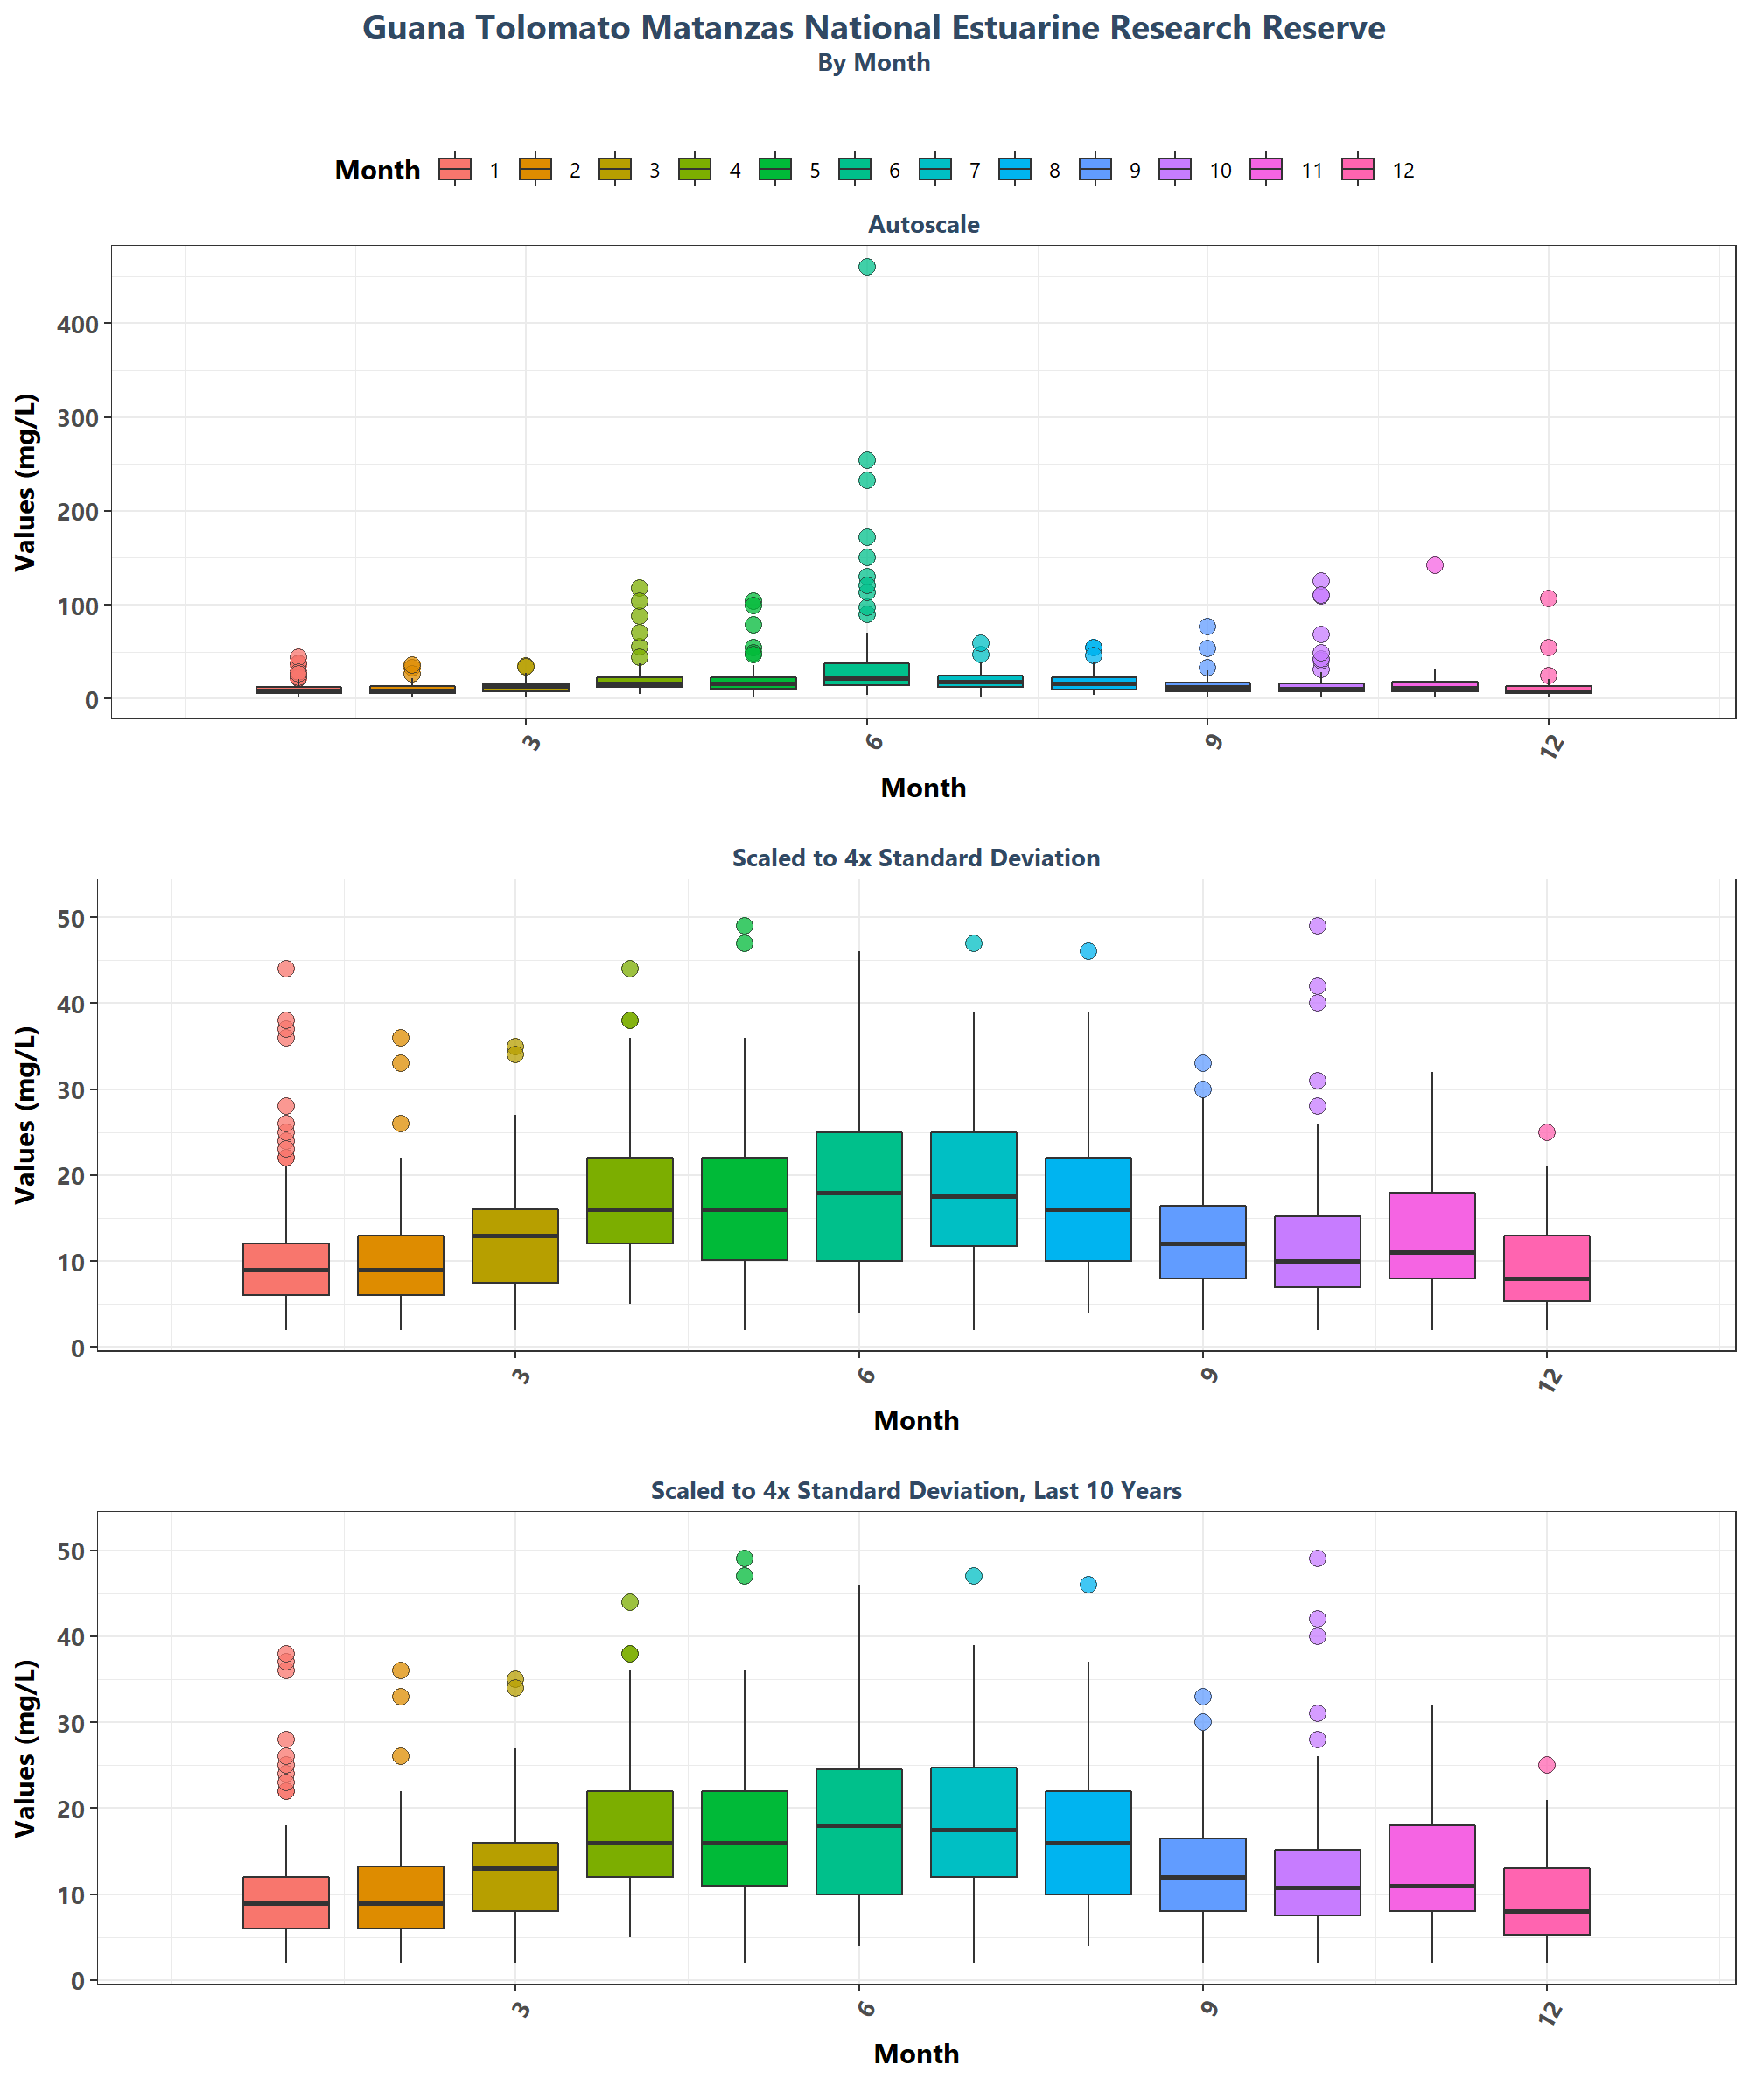 Guana Tolomato Matanzas National Estuarine Research Reserve
By Month
Month 1 2 3 4 5 6 7 8 9 10 11 12
Autoscale
Values (mg/L)
400
300
200
100
0
3 6 9 12
Month
Scaled to 4x Standard Deviation
Values (mg/L)
50
40
30
20
10
0
3 6 9 12
Month
Scaled to 4x Standard Deviation, Last 10 Years
Values (mg/L)
50
40
30
20
10
0
3 6 9 12
Month